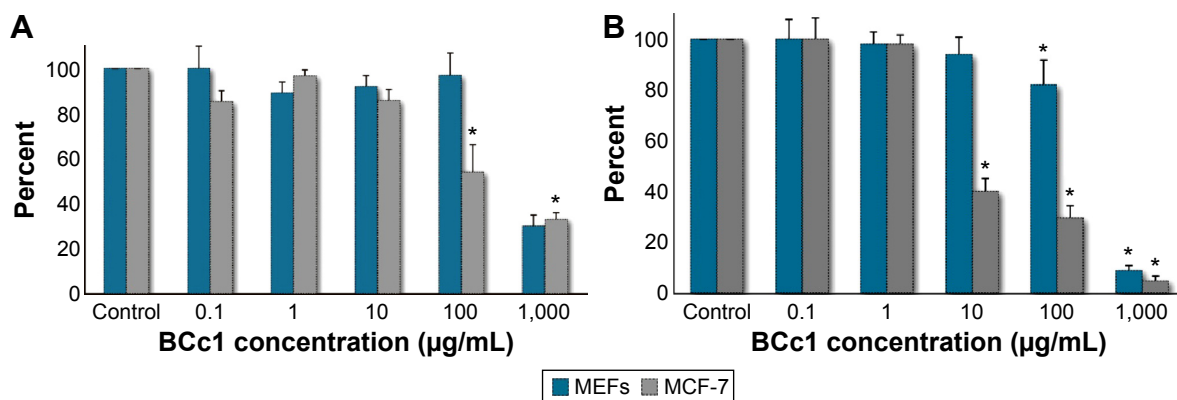 A
Percent
100
80
60
40
20
0
*
*
Control 0.1 1 10 100 1,000
BCc1 concentration (µg/mL)
B
Percent
100
80
60
40
20
0
*
*
*
*
*
Control 0.1 1 10 100 1,000
BCc1 concentration (µg/mL)
MEFs MCF-7